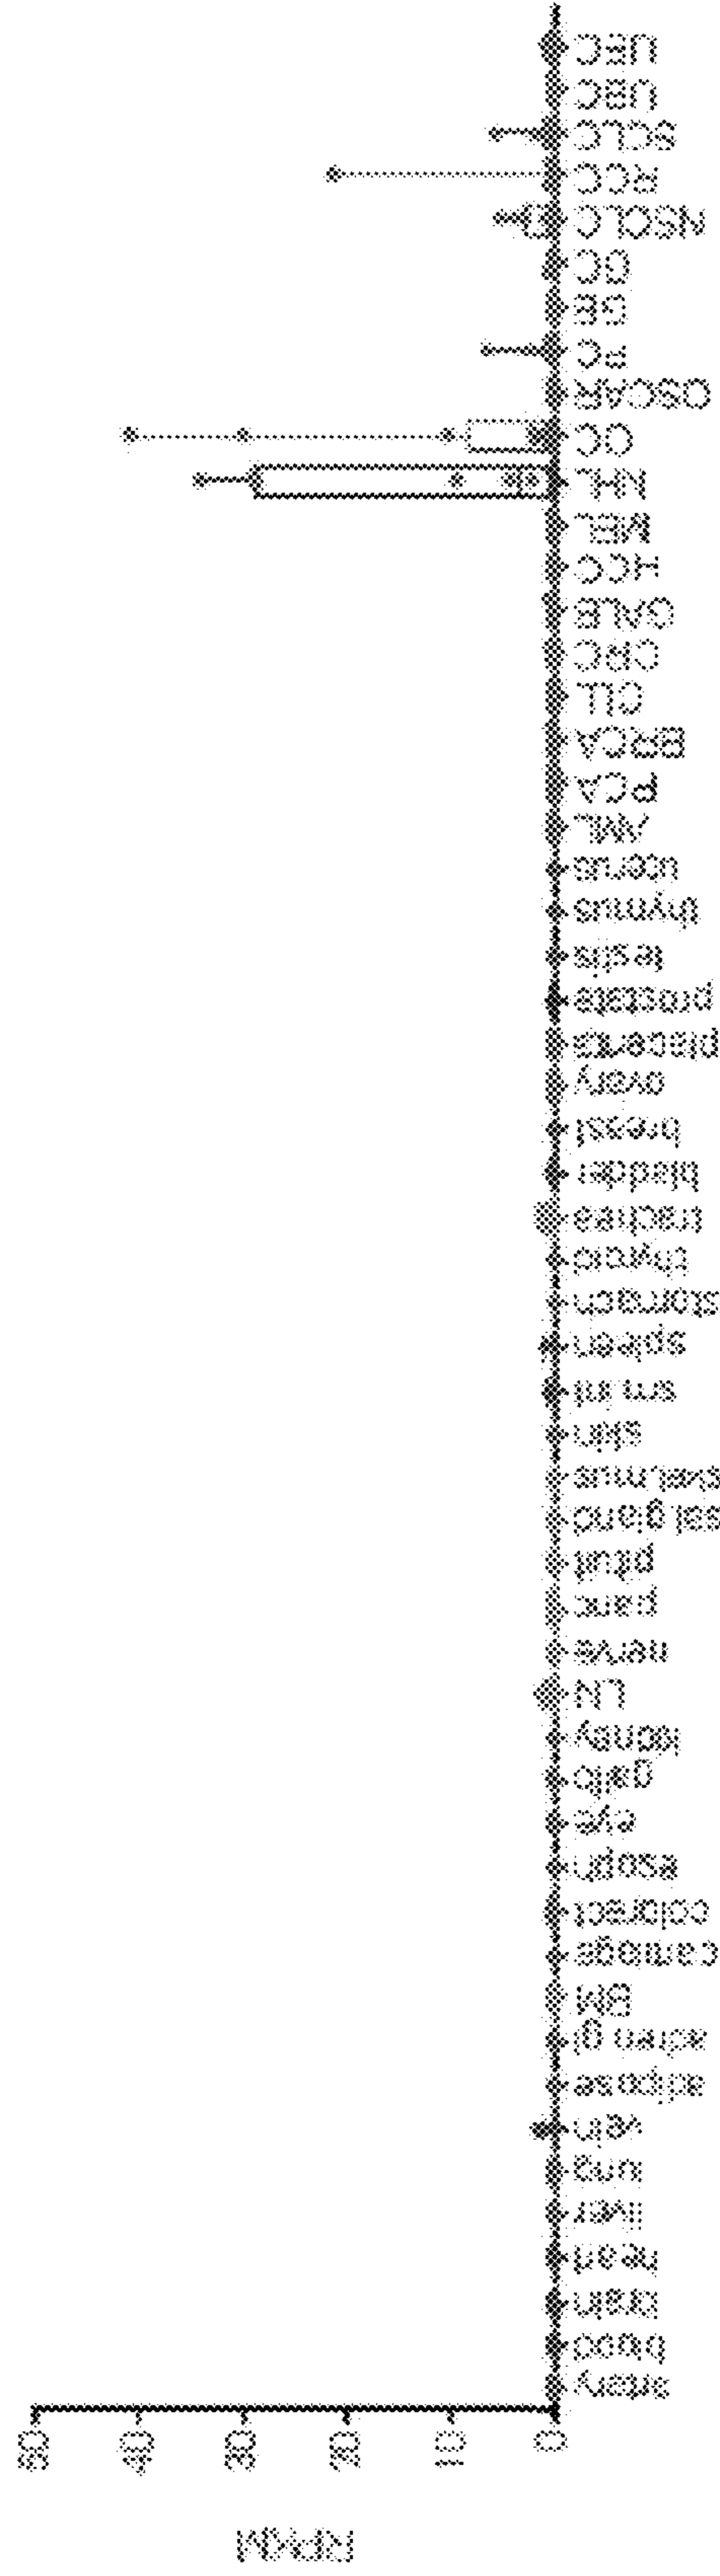 RPKM
50
40
30
20
10
0
artery
blood
brain
heart
liver
lung
vein
adipose
adren gl
BM
cartilage
colorect
esoph
eye
gallb
kidney
LN
nerve
panc
pituit
sal gland
skel mus
skin
sm int
spleen
stomach
thyroid
trachea
bladder
breast
ovary
placenta
prostate
testis
thymus
uterus
AML
PCA
BRCA
CLL
CRC
GALB
HCC
MEL
NHL
OC
OSCAR
PC
GB
GC
NSCLC
RCC
SCLC
UBC
UEC